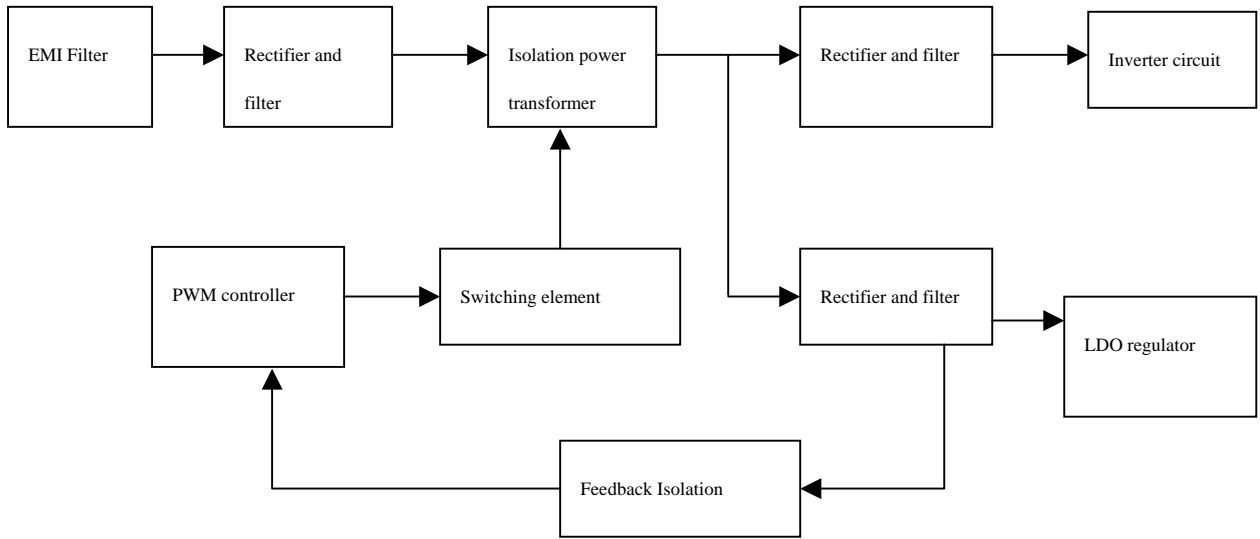 EMI Filter
Rectifier and
filter
Isolation power
transformer
Rectifier and filter
Inverter circuit
PWM controller
Switching element
Rectifier and filter
LDO regulator
Feedback Isolation